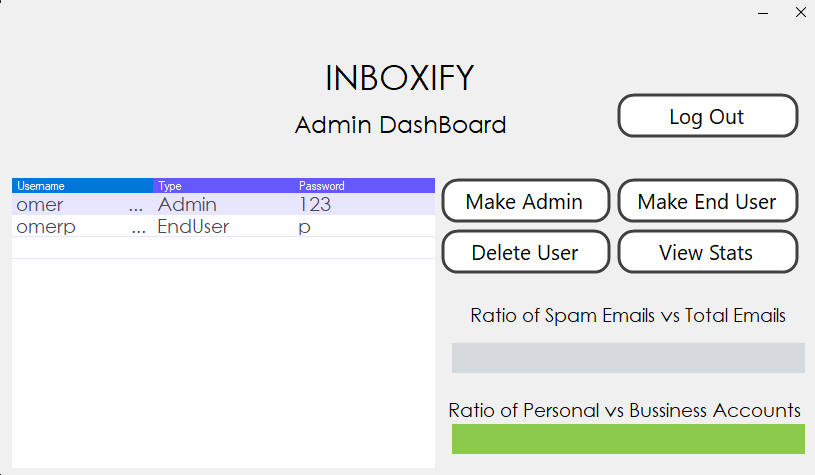 INBOXIFY
Admin DashBoard
Log Out
Username Type Password
omer ... Admin 123
omerp ... EndUser p
Make Admin Make End User
Delete User View Stats
Ratio of Spam Emails vs Total Emails
Ratio of Personal vs Bussiness Accounts